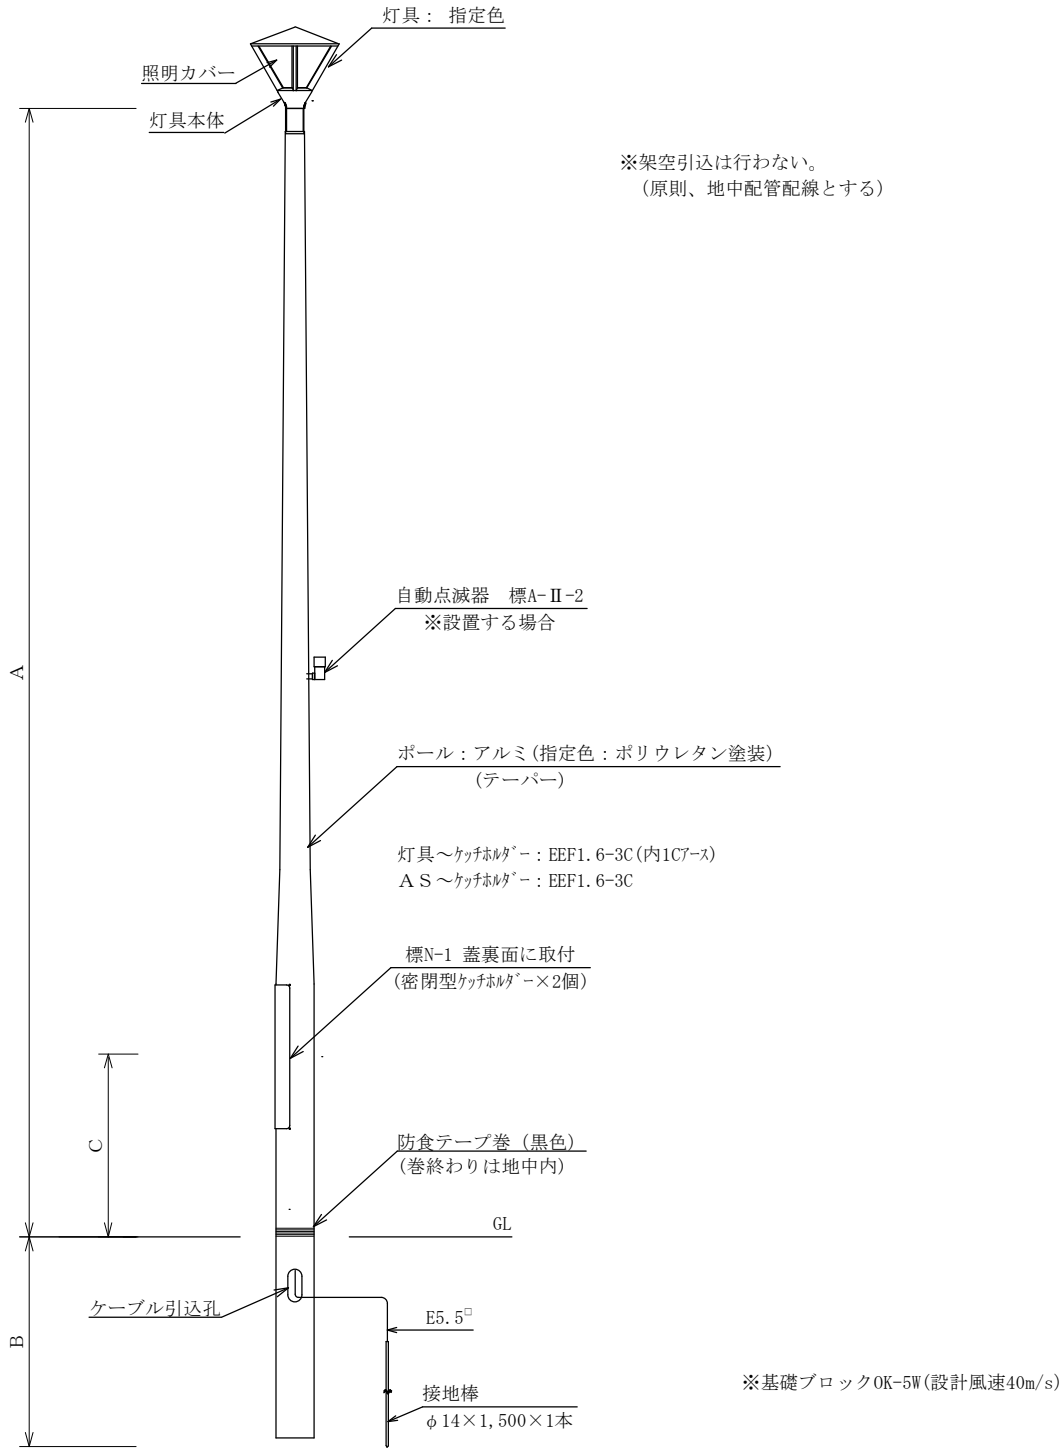 灯具： 指定色
照明カバー
灯具本体
※架空引込は行わない。
（原則、地中配管配線とする）
自動点滅器　標A-Ⅱ-2
※設置する場合
A
ポール：アルミ(指定色：ポリウレタン塗装)
(テーパー)
灯具～ｹｯﾁﾎﾙﾀﾞｰ：EEF1.6-3C(内1Cｱｰｽ)
ＡＳ～ｹｯﾁﾎﾙﾀﾞｰ：EEF1.6-3C
標N-1 蓋裏面に取付
(密閉型ｹｯﾁﾎﾙﾀﾞｰ×2個)
C
防食テープ巻（黒色）
(巻終わりは地中内)
GL
ケーブル引込孔
E5.5□
B
接地棒
φ14×1,500×1本
※基礎ブロックOK-5W(設計風速40m/s)